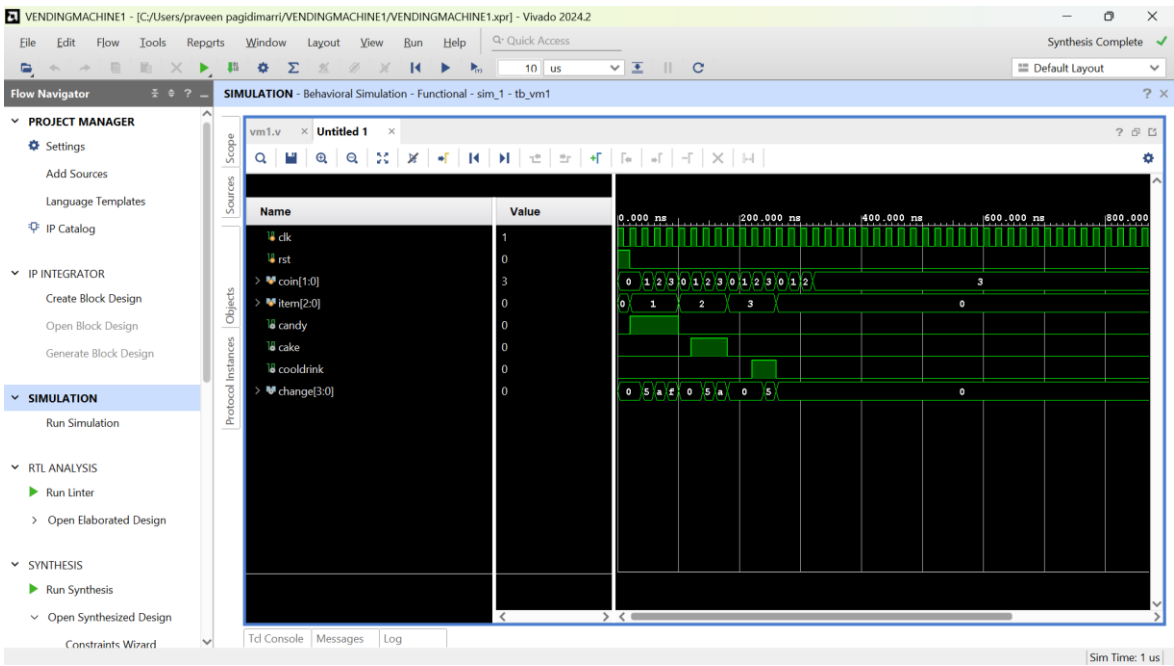 VENDINGMACHINE1 - [C:/Users/praveen pagidimarri/VENDINGMACHINE1/VENDINGMACHINE1.xpr] - Vivado 2024.2
File Edit Flow Tools Reports Window Layout View Run Help Quick Access Synthesis Complete
10 us Default Layout
Flow Navigator
SIMULATION - Behavioral Simulation - Functional - sim_1 - tb_vm1
PROJECT MANAGER
Settings
Add Sources
Language Templates
IP Catalog
IP INTEGRATOR
Create Block Design
Open Block Design
Generate Block Design
SIMULATION
Run Simulation
RTL ANALYSIS
Run Linter
Open Elaborated Design
SYNTHESIS
Run Synthesis
Open Synthesized Design
Constraints Wizard
Scope
Sources
Objects
Protocol Instances
vm1.v Untitled 1
Name Value
0.000 ns 200.000 ns 400.000 ns 600.000 ns 800.000
clk 1
rst 0
coin[1:0] 3 0 1 2 3 0 1 2 3 0 1 2 3 0 1 2 3
item[2:0] 0 0 1 2 3 0
candy 0
cake 0
cooldrink 0
change[3:0] 0 0 5 a f 0 5 a 0 5 0
Tcl Console Messages Log
Sim Time: 1 us